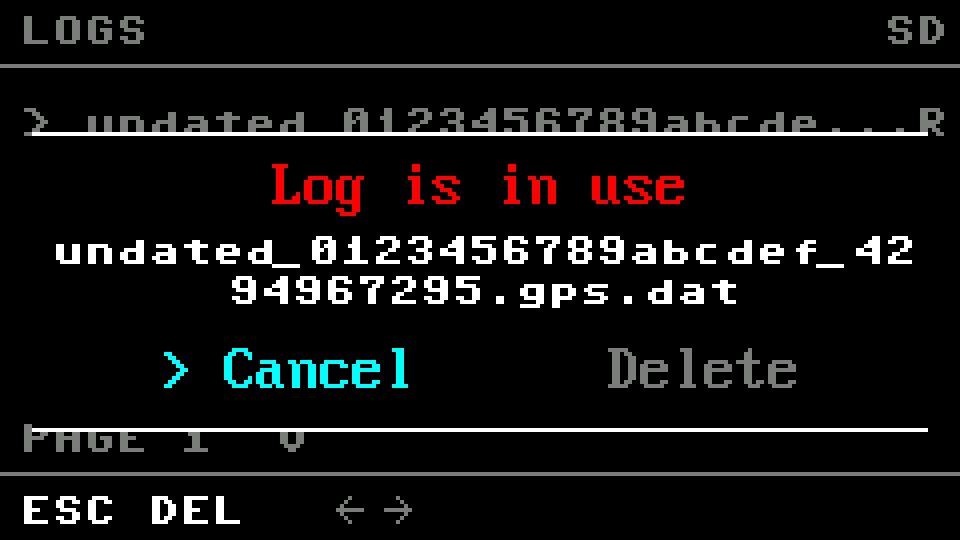 LOGS SD
> undated_0123456789abcde...R
Log is in use
undated_0123456789abcdef_42
94967295.gps.dat
> Cancel Delete
PAGE 1 V
ESC DEL ← →